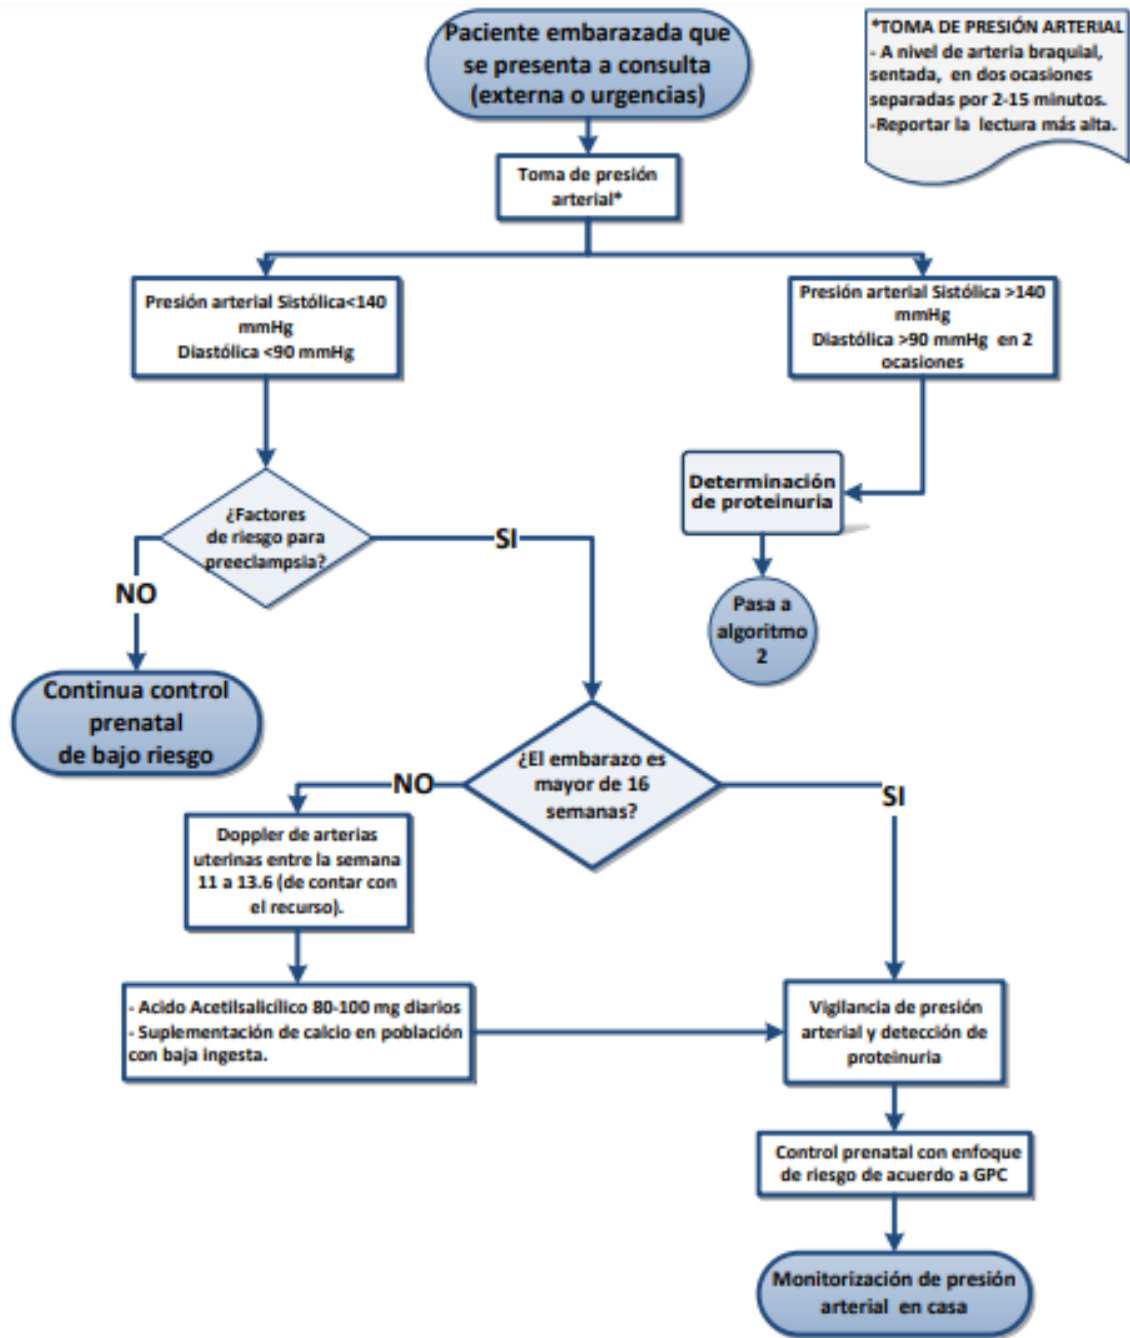 Paciente embarazada que
se presenta a consulta
(externa o urgencias)
*TOMA DE PRESIÓN ARTERIAL
- A nivel de arteria braquial,
sentada, en dos ocasiones
separadas por 2-15 minutos.
-Reportar la lectura más alta.
Toma de presión
arterial*
Presión arterial Sistólica<140
mmHg
Diastólica <90 mmHg
Presión arterial Sistólica >140
mmHg
Diastólica >90 mmHg en 2
ocasiones
Determinación
de proteinuria
¿Factores
de riesgo para
preeclampsia?
SI
NO
Pasa a
algoritmo
2
Continua control
prenatal
de bajo riesgo
¿El embarazo es
mayor de 16
semanas?
NO
SI
Doppler de arterias
uterinas entre la semana
11 a 13.6 (de contar con
el recurso).
- Acido Acetilsalicílico 80-100 mg diarios
- Suplementación de calcio en población
con baja ingesta.
Vigilancia de presión
arterial y detección de
proteinuria
Control prenatal con enfoque
de riesgo de acuerdo a GPC
Monitorización de presión
arterial en casa